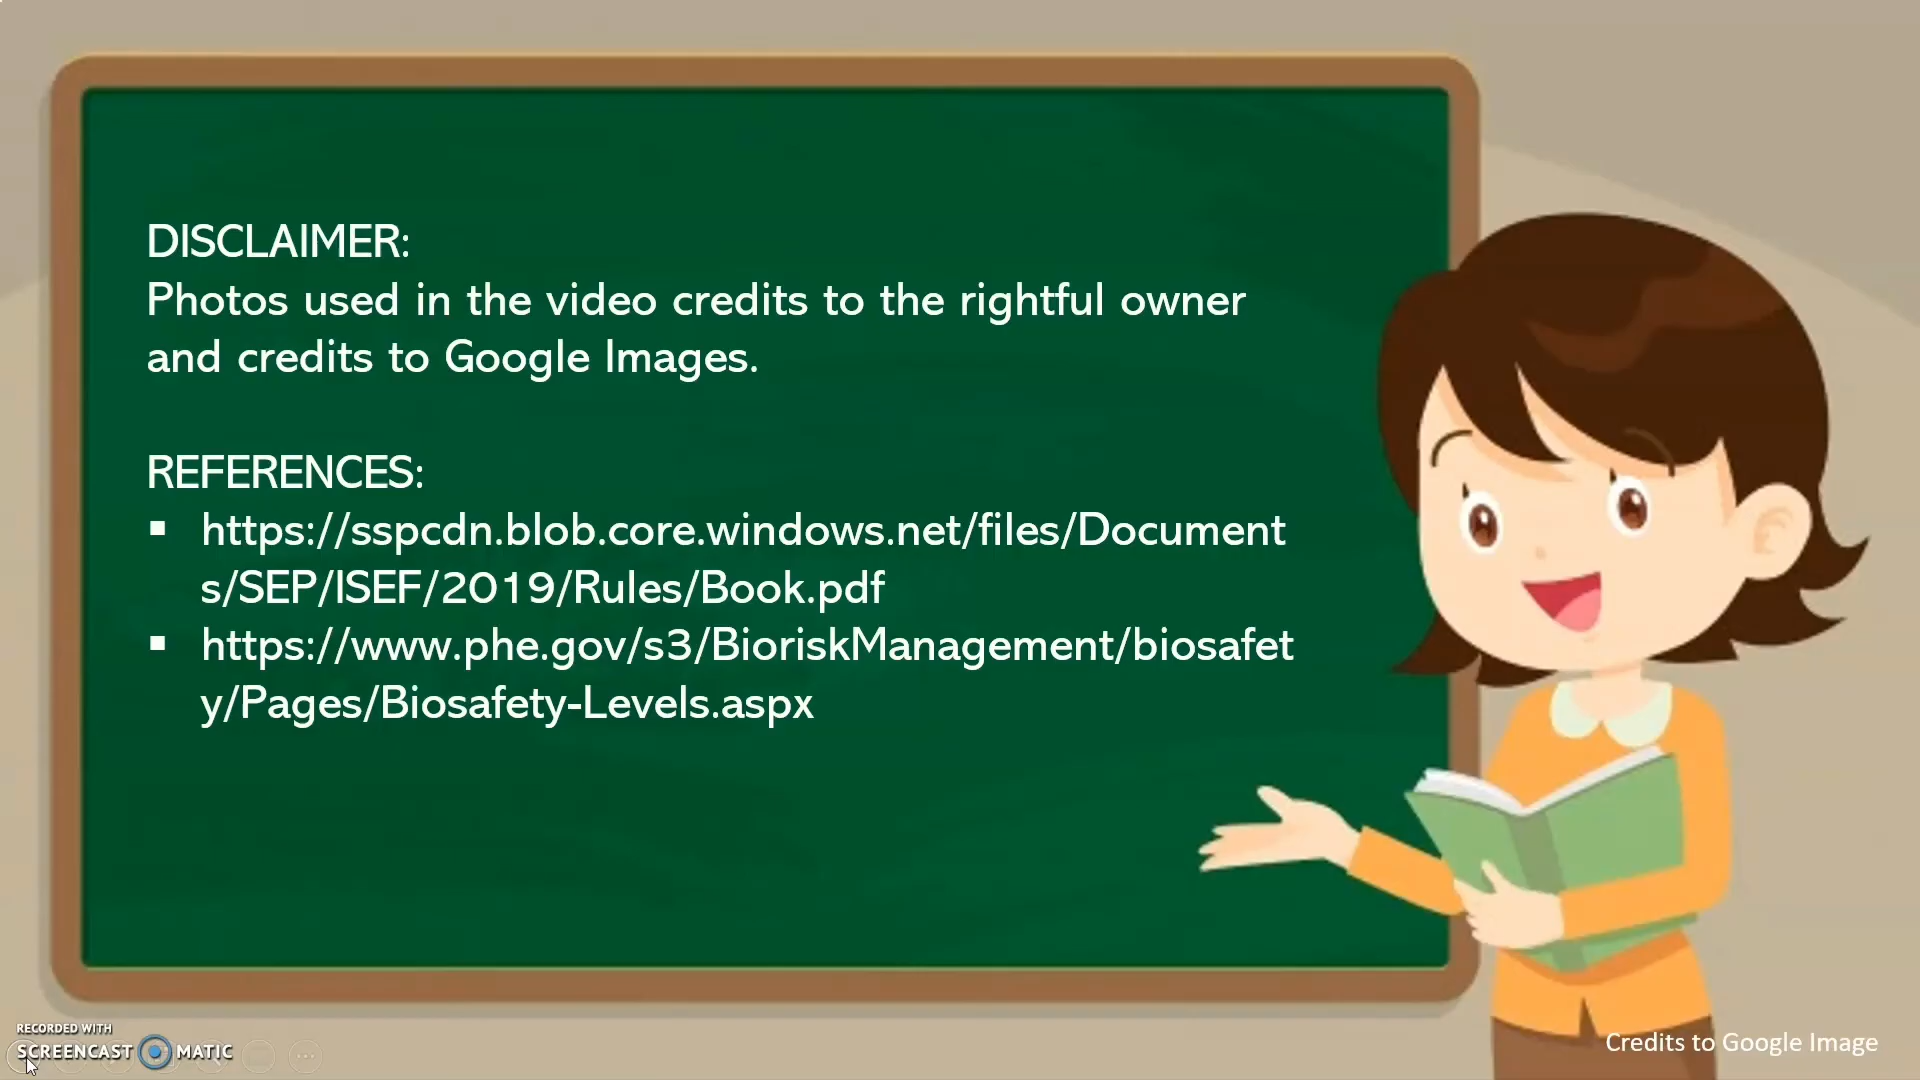 DISCLAIMER:
Photos used in the video credits to the rightful owner
and credits to Google Images.
REFERENCES:
▪ https://sspcdn.blob.core.windows.net/files/Document
s/SEP/ISEF/2019/Rules/Book.pdf
▪ https://www.phe.gov/s3/BioriskManagement/biosafet
y/Pages/Biosafety-Levels.aspx
RECORDED WITH
SCREENCAST MATIC
Credits to Google Image